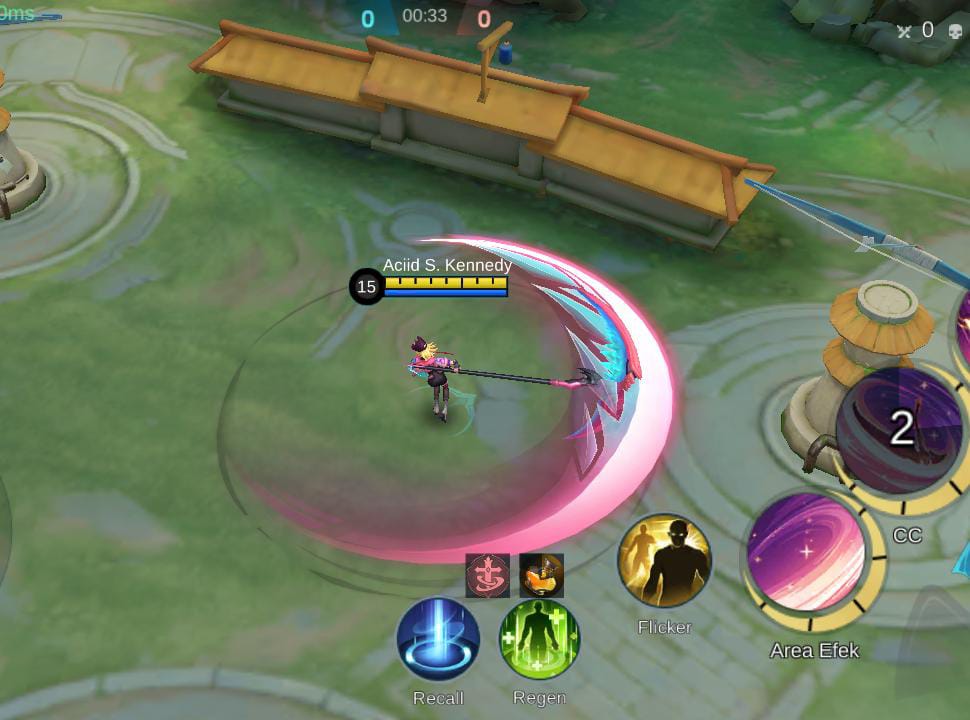 0ms
0 00:33 0
0
Aciid S. Kennedy
15
2
CC
Flicker
Area Efek
Recall
Regen